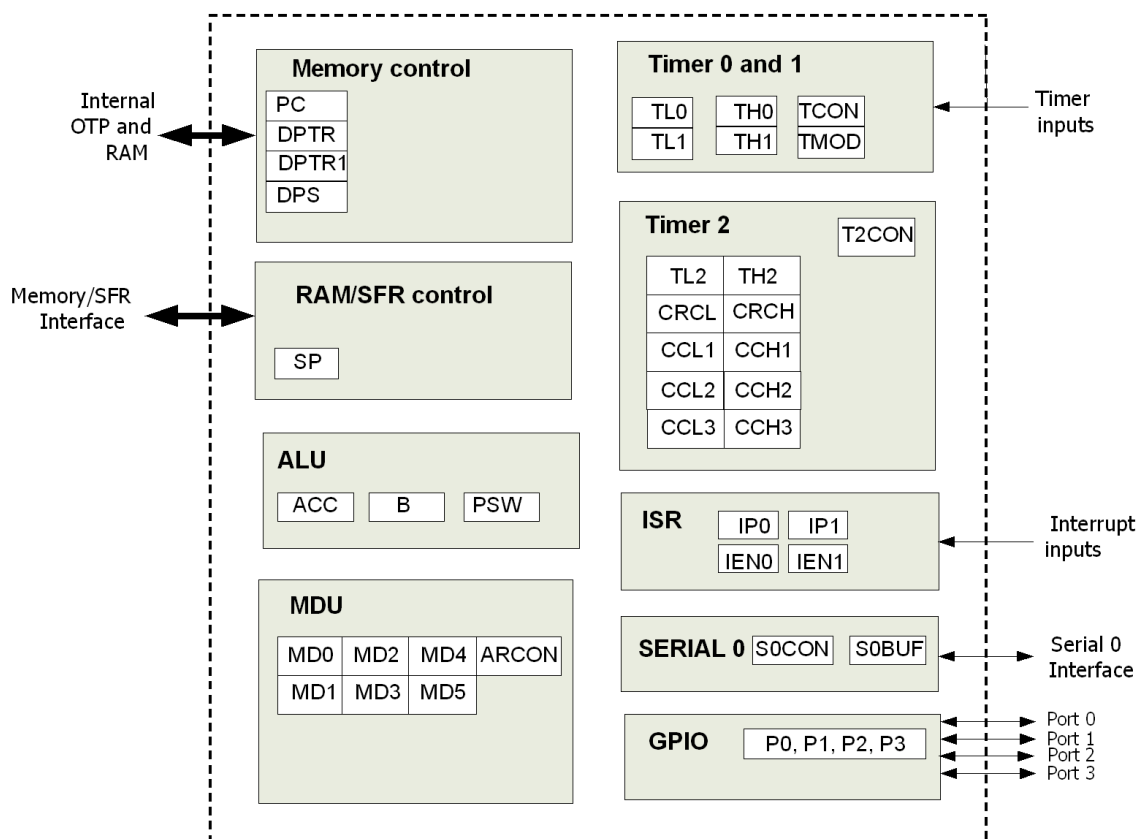 Internal
OTP and
RAM
Memory control
PC
DPTR
DPTR1
DPS
Memory/SFR
Interface
RAM/SFR control
SP
ALU
ACC B PSW
MDU
MD0 MD2 MD4 ARCON
MD1 MD3 MD5
Timer 0 and 1
TL0 TH0 TCON
TL1 TH1 TMOD
Timer
inputs
Timer 2
T2CON
TL2 TH2
CRCL CRCH
CCL1 CCH1
CCL2 CCH2
CCL3 CCH3
ISR
IP0 IP1
IEN0 IEN1
Interrupt
inputs
SERIAL 0 S0CON S0BUF
Serial 0
Interface
GPIO P0, P1, P2, P3
Port 0
Port 1
Port 2
Port 3